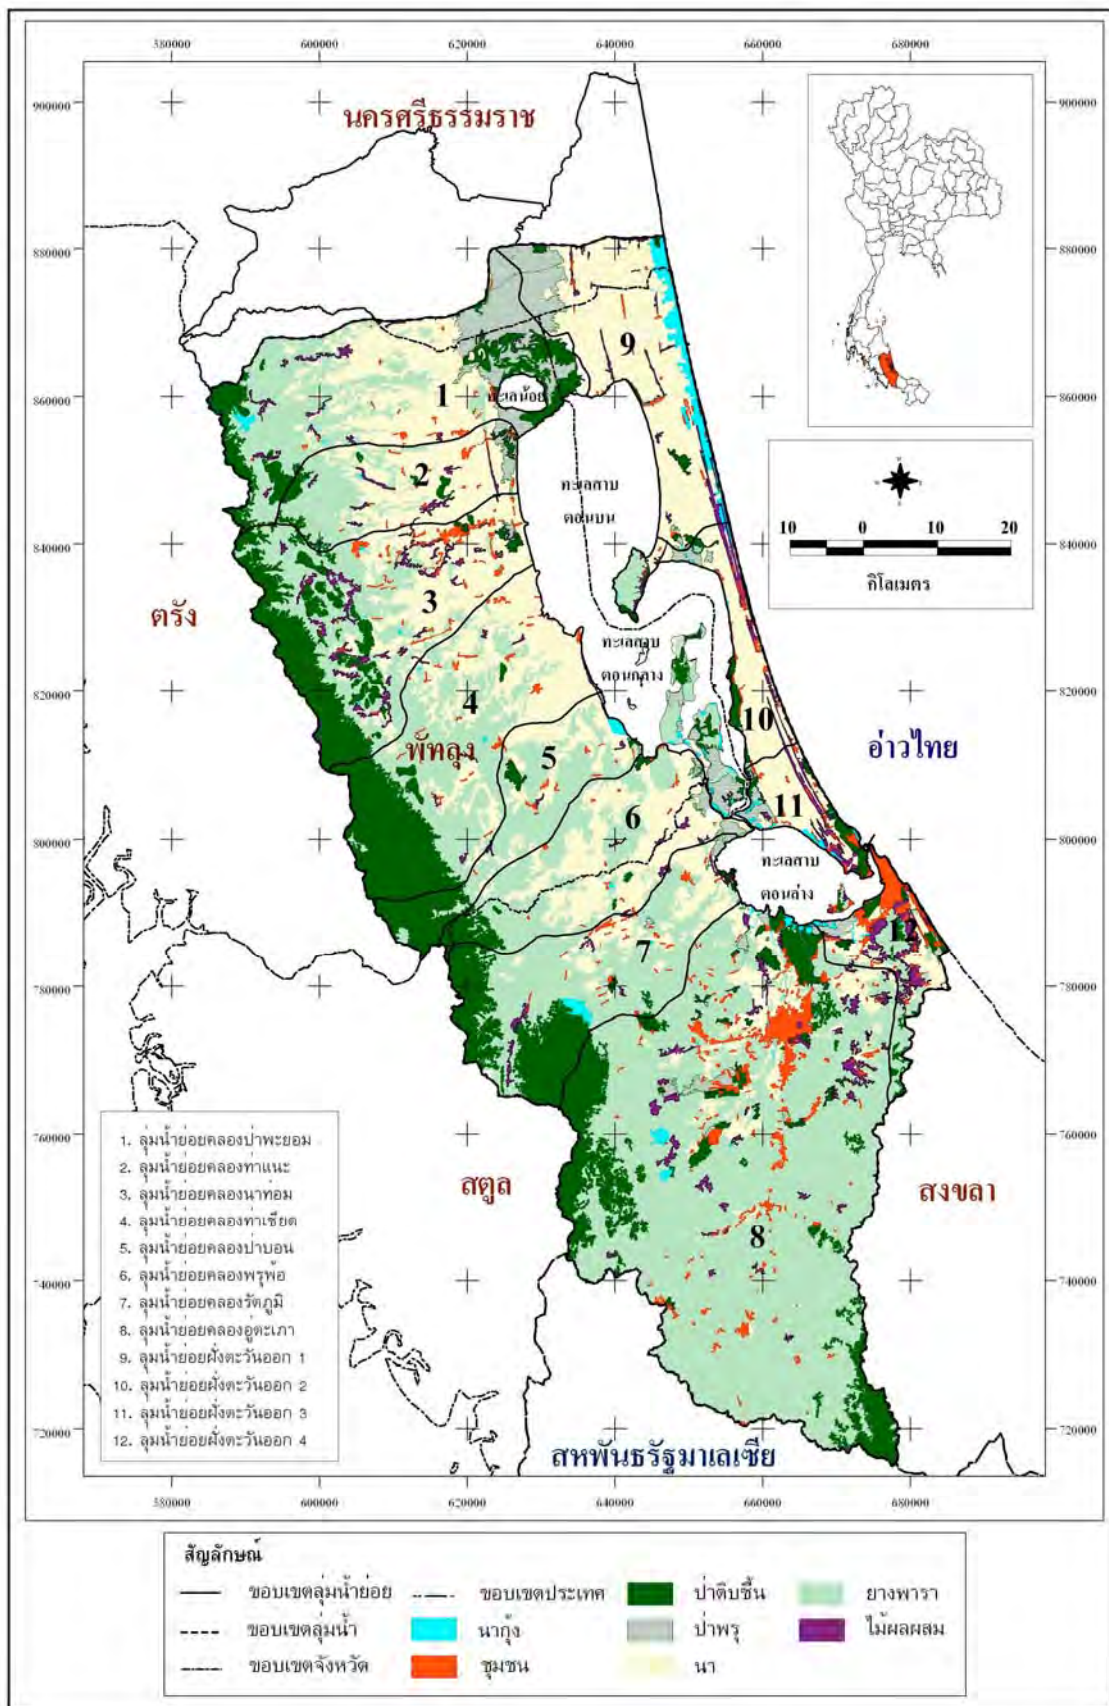 580000 600000 620000 640000 660000 680000
900000 900000
นครศรีธรรมราช
880000 880000
9
1
ทะเลน้อย
860000 860000
2
ทะเลสาบ
ตอนบน
10 0 10 20
840000 840000
กิโลเมตร
3
ตรัง
ทะเลสาบ
ตอนกลาง
820000 820000
4
10
พัทลุง
อ่าวไทย
5
11
6
800000 800000
ทะเลสาบ
ตอนล่าง
12
7
780000 780000
760000 760000
1. ลุ่มน้ำย่อยคลองป่าพะยอม
2. ลุ่มน้ำย่อยคลองท่าแนะ
3. ลุ่มน้ำย่อยคลองนาท่อม
4. ลุ่มน้ำย่อยคลองท่าเชียด
5. ลุ่มน้ำย่อยคลองป่าบอน
6. ลุ่มน้ำย่อยคลองพรุพ้อ
7. ลุ่มน้ำย่อยคลองรัตภูมิ
8. ลุ่มน้ำย่อยคลองอู่ตะเภา
9. ลุ่มน้ำย่อยฝั่งตะวันออก 1
10. ลุ่มน้ำย่อยฝั่งตะวันออก 2
11. ลุ่มน้ำย่อยฝั่งตะวันออก 3
12. ลุ่มน้ำย่อยฝั่งตะวันออก 4
สตูล
สงขลา
8
740000 740000
720000 720000
สหพันธรัฐมาเลเซีย
580000 600000 620000 640000 660000 680000
สัญลักษณ์
ขอบเขตลุ่มน้ำย่อย
ขอบเขตประเทศ
ป่าดิบชื้น
ยางพารา
ขอบเขตลุ่มน้ำ
นากุ้ง
ป่าพรุ
ไม้ผลผสม
ขอบเขตจังหวัด
ชุมชน
นา